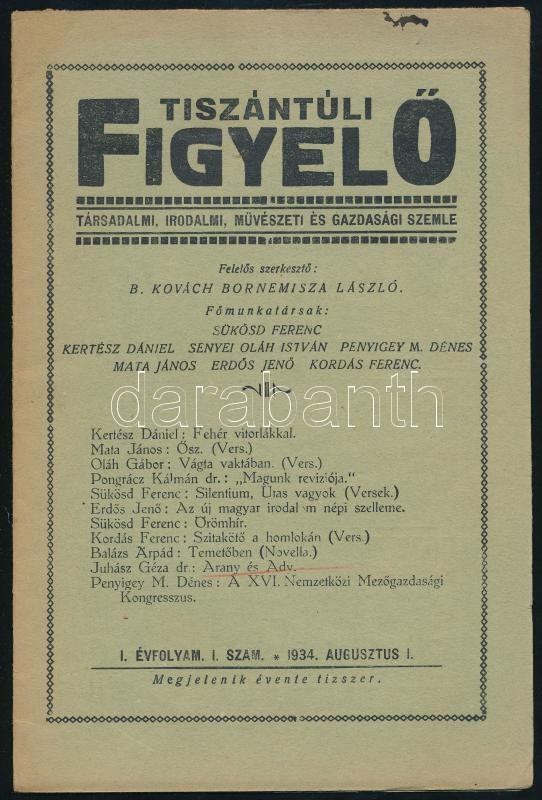 TISZÁNTÚLI
FIGYELŐ
TÁRSADALMI, IRODALMI, MŰVÉSZETI ÉS GAZDASÁGI SZEMLE
Felelős szerkesztő:
B. KOVÁCH BORNEMISZA LÁSZLÓ.
Főmunkatársak:
SÜKÖSD FERENC
KERTÉSZ DÁNIEL SENYEI OLÁH ISTVÁN PENYIGEY M. DÉNES
MATA JÁNOS ERDŐS JENŐ KORDÁS FERENC.
darabanth
Kertész Dániel: Fehér vitorlákkal.
Mata János: Ősz. (Vers.)
Oláh Gábor: Vágta vaktában. (Vers.)
Pongrácz Kálmán dr.: „Magunk reviziója."
Sükösd Ferenc: Silentium, Utas vagyok (Versek.)
Erdős Jenő: Az új magyar irodal m népi szelleme.
Sükösd Ferenc: Örömhír.
Kordás Ferenc: Szitakötő a homlokán (Vers.)
Balázs Árpád: Temetőben (Novella.)
Juhász Géza dr: Arany és Ady.
Penyigey M. Dénes: A XVI. Nemzetközi Mezőgazdasági
Kongresszus.
I. ÉVFOLYAM. I. SZÁM. * 1934. AUGUSZTUS I.
Megjelenik évente tizszer.